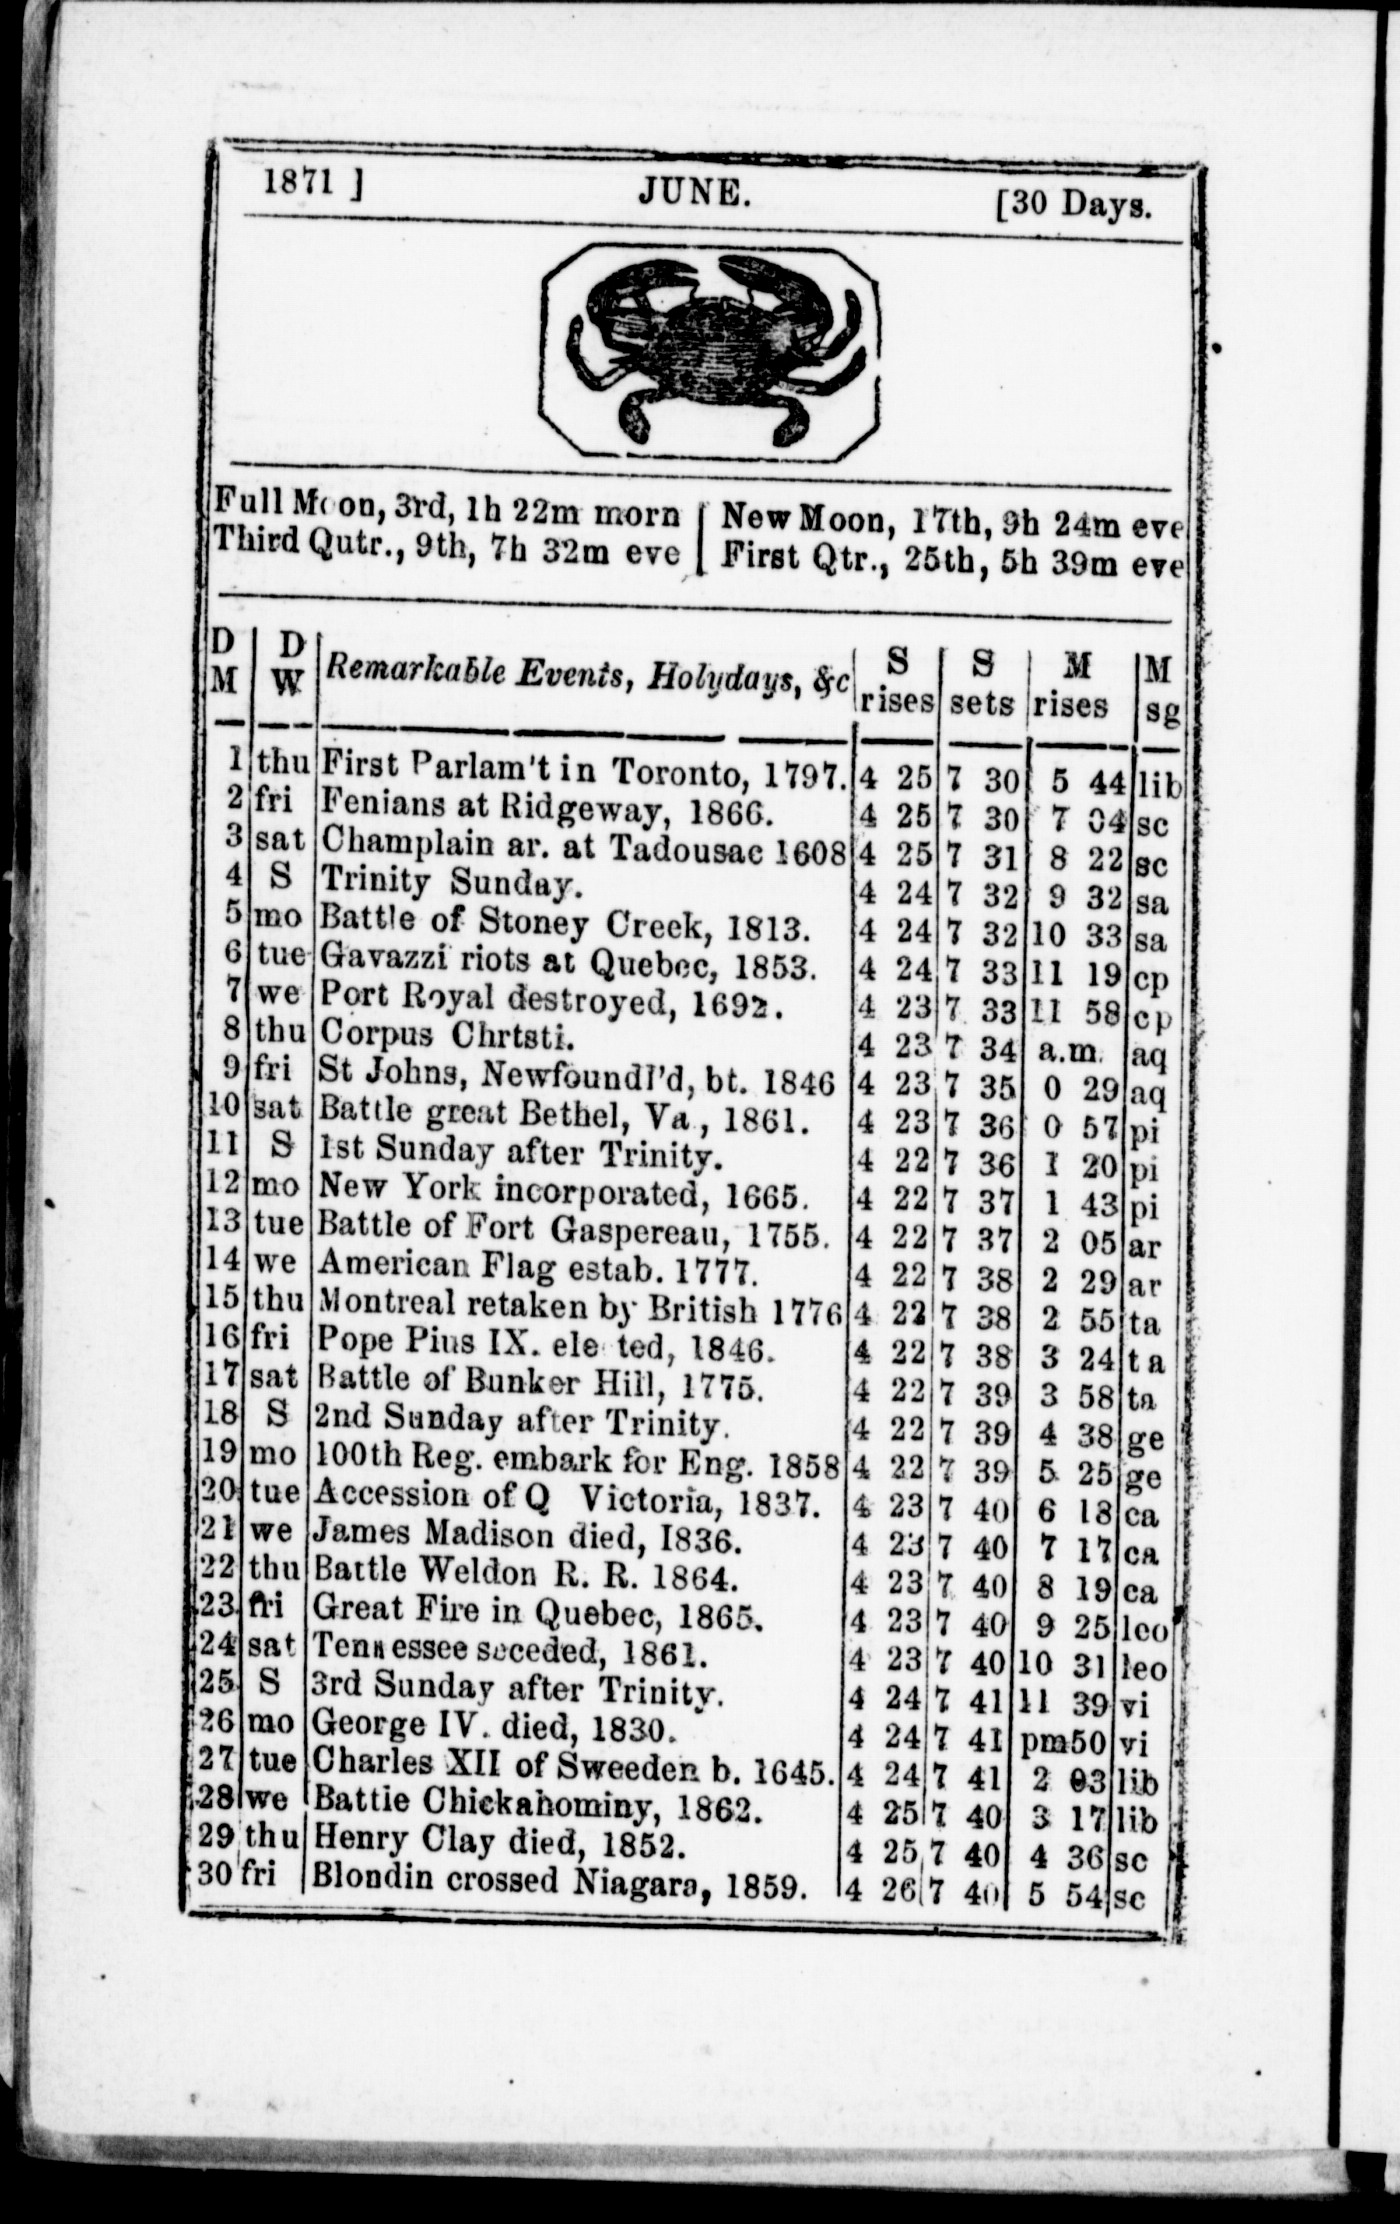 1871 ] JUNE. [30 Days.
Full Moon, 3rd, 1h 22m morn New Moon, 17th, 9h 24m eve
Third Qutr., 9th, 7h 32m eve First Qtr., 25th, 5h 39m eve
D M D W Remarkable Events, Holydays, &c S rises S sets M rises M sg
1 thu First Parlam't in Toronto, 1797. 4 25 7 30 5 44 lib
2 fri Fenians at Ridgeway, 1866. 4 25 7 30 7 04 sc
3 sat Champlain ar. at Tadousac 1608 4 25 7 31 8 22 sc
4 S Trinity Sunday. 4 24 7 32 9 32 sa
5 mo Battle of Stoney Creek, 1813. 4 24 7 32 10 33 sa
6 tue Gavazzi riots at Quebec, 1853. 4 24 7 33 11 19 cp
7 we Port Royal destroyed, 1692. 4 23 7 33 11 58 cp
8 thu Corpus Chrtsti. 4 23 7 34 a.m. aq
9 fri St Johns, Newfoundl'd, bt. 1846 4 23 7 35 0 29 aq
10 sat Battle great Bethel, Va., 1861. 4 23 7 36 0 57 pi
11 S 1st Sunday after Trinity. 4 22 7 36 1 20 pi
12 mo New York incorporated, 1665. 4 22 7 37 1 43 pi
13 tue Battle of Fort Gaspereau, 1755. 4 22 7 37 2 05 ar
14 we American Flag estab. 1777. 4 22 7 38 2 29 ar
15 thu Montreal retaken by British 1776 4 22 7 38 2 55 ta
16 fri Pope Pius IX. ele ted, 1846. 4 22 7 38 3 24 ta
17 sat Battle of Bunker Hill, 1775. 4 22 7 39 3 58 ta
18 S 2nd Sunday after Trinity. 4 22 7 39 4 38 ge
19 mo 100th Reg. embark for Eng. 1858 4 22 7 39 5 25 ge
20 tue Accession of Q Victoria, 1837. 4 23 7 40 6 18 ca
21 we James Madison died, 1836. 4 23 7 40 7 17 ca
22 thu Battle Weldon R. R. 1864. 4 23 7 40 8 19 ca
23 fri Great Fire in Quebec, 1865. 4 23 7 40 9 25 leo
24 sat Tennessee seceded, 1861. 4 23 7 40 10 31 leo
25 S 3rd Sunday after Trinity. 4 24 7 41 11 39 vi
26 mo George IV. died, 1830. 4 24 7 41 pm50 vi
27 tue Charles XII of Sweeden b. 1645. 4 24 7 41 2 03 lib
28 we Battie Chickahominy, 1862. 4 25 7 40 3 17 lib
29 thu Henry Clay died, 1852. 4 25 7 40 4 36 sc
30 fri Blondin crossed Niagara, 1859. 4 26 7 40 5 54 sc